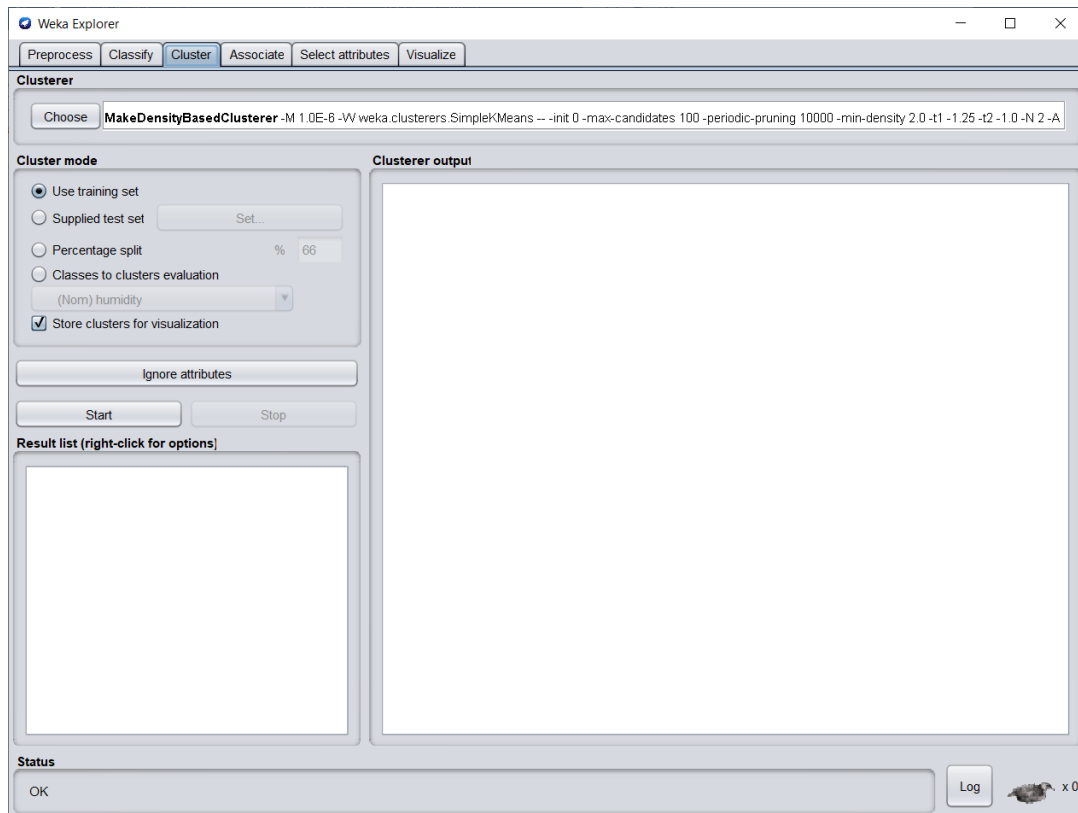 Weka Explorer
Preprocess Classify Cluster Associate Select attributes Visualize
Clusterer
Choose MakeDensityBasedClusterer -M 1.0E-6 -W weka.clusterers.SimpleKMeans -- -init 0 -max-candidates 100 -periodic-pruning 10000 -min-density 2.0 -t1 -1.25 -t2 -1.0 -N 2 -A
Cluster mode
Clusterer output
Use training set
Supplied test set Set...
Percentage split % 66
Classes to clusters evaluation
(Nom) humidity
Store clusters for visualization
Ignore attributes
Start Stop
Result list (right-click for options)
Status
OK
Log x 0